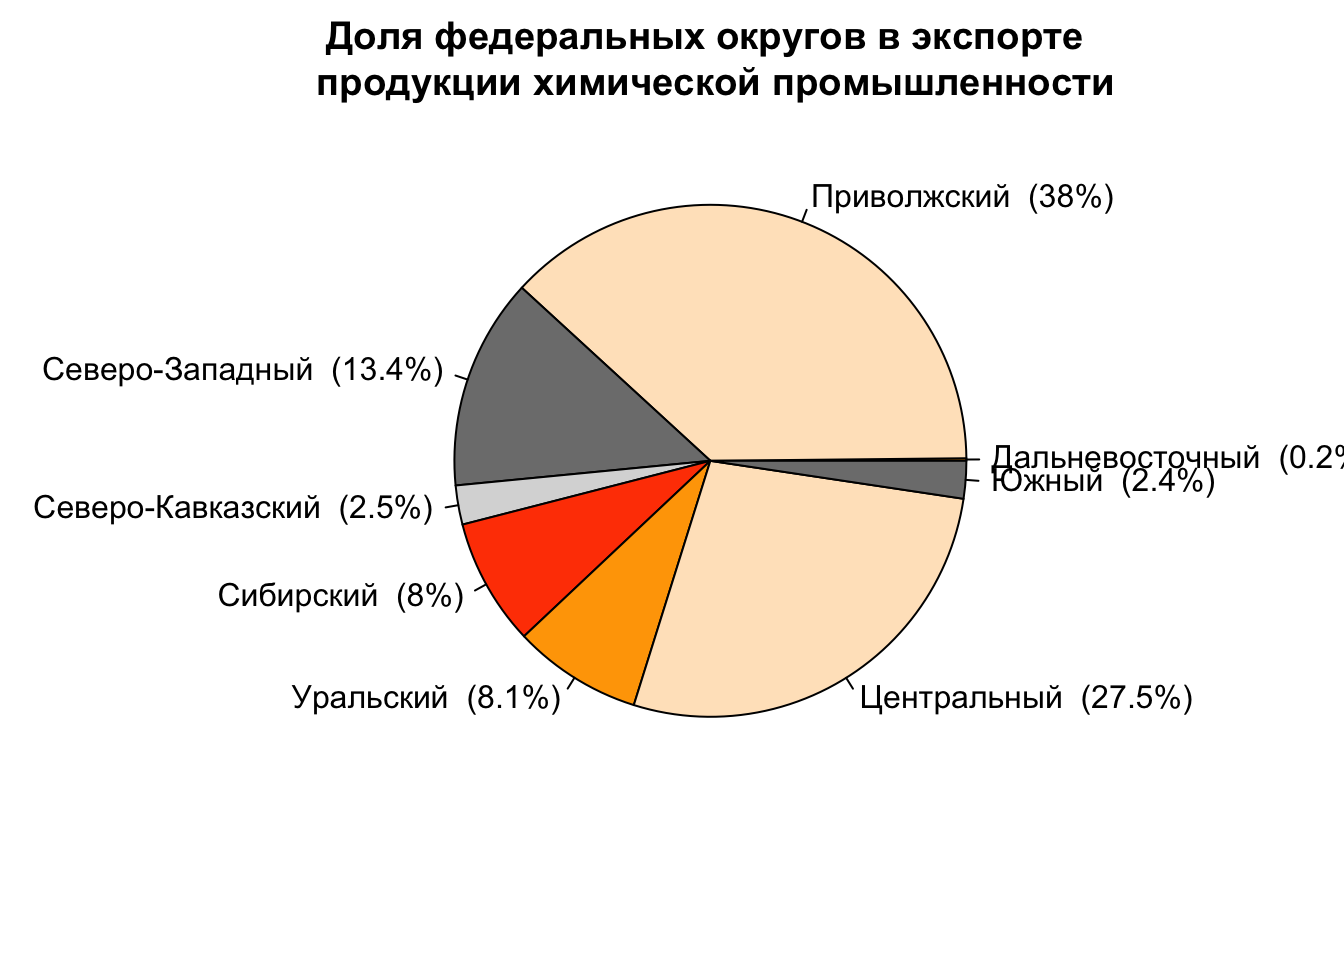 Доля федеральных округов в экспорте
продукции химической промышленности
Приволжский (38%)
Северо-Западный (13.4%)
Дальневосточный (0.2%
Южный (2.4%)
Северо-Кавказский (2.5%)
Сибирский (8%)
Уральский (8.1%)
Центральный (27.5%)